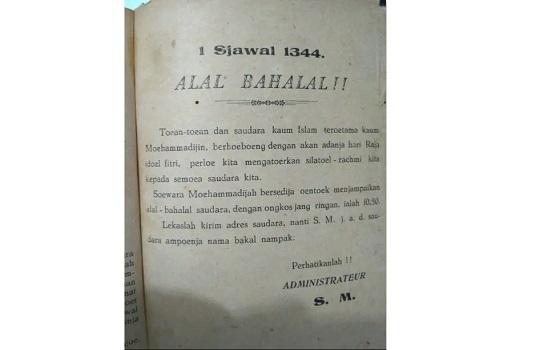 1 Sjawal 1344.
ALAL BAHALAL!!
Toean-toean dan saudara kaum Islam teroetama kaum
Moehammadijin, berhoeboeng dengan akan adanja hari Raja
idoel fitri, perloe kita mengatoerkan silatoel-rachmi kita
kepada semoea saudara kita.
Soewara Moehammadijah bersedija oentoek menjampaikan
alal-bahalal saudara, dengan ongkos jang ringan, ialah f0.50.
Lekaslah kirim adres saudara, nanti S. M. j. a. d. sau-
dara ampoenja nama bakal nampak.
Perhatikanlah !!
ADMINISTRATEUR
S. M.